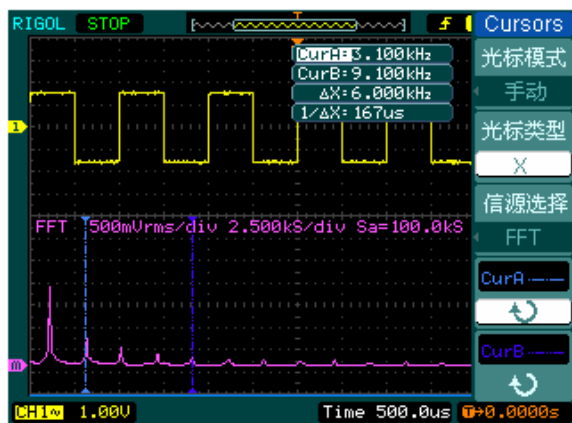 RIGOL STOP
Cursors
CurA=3.100kHz
CurB=9.100kHz
ΔX=6.000kHz
1/ΔX=167us
光标模式
手动
光标类型
X
信源选择
FFT
CurA
CurB
1
FFT 500mVrms/div 2.500kS/div Sa=100.0kS
M
CH1~ 1.00V Time 500.0us T→0.0000s